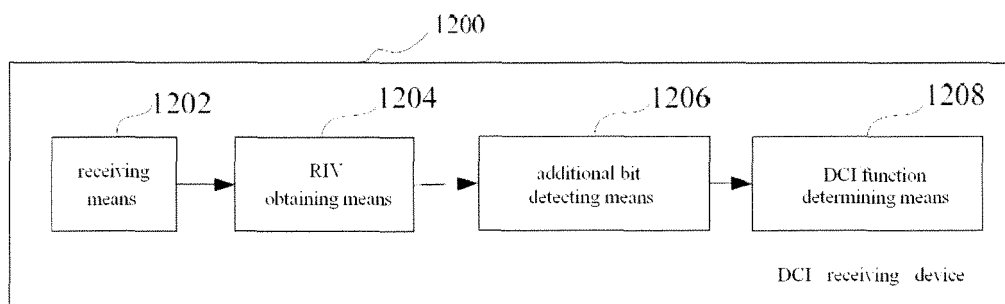 1200
1202
1204
1206
1208
receiving
means
RIV
obtaining means
additional bit
detecting means
DCI function
determining means
DCI receiving device